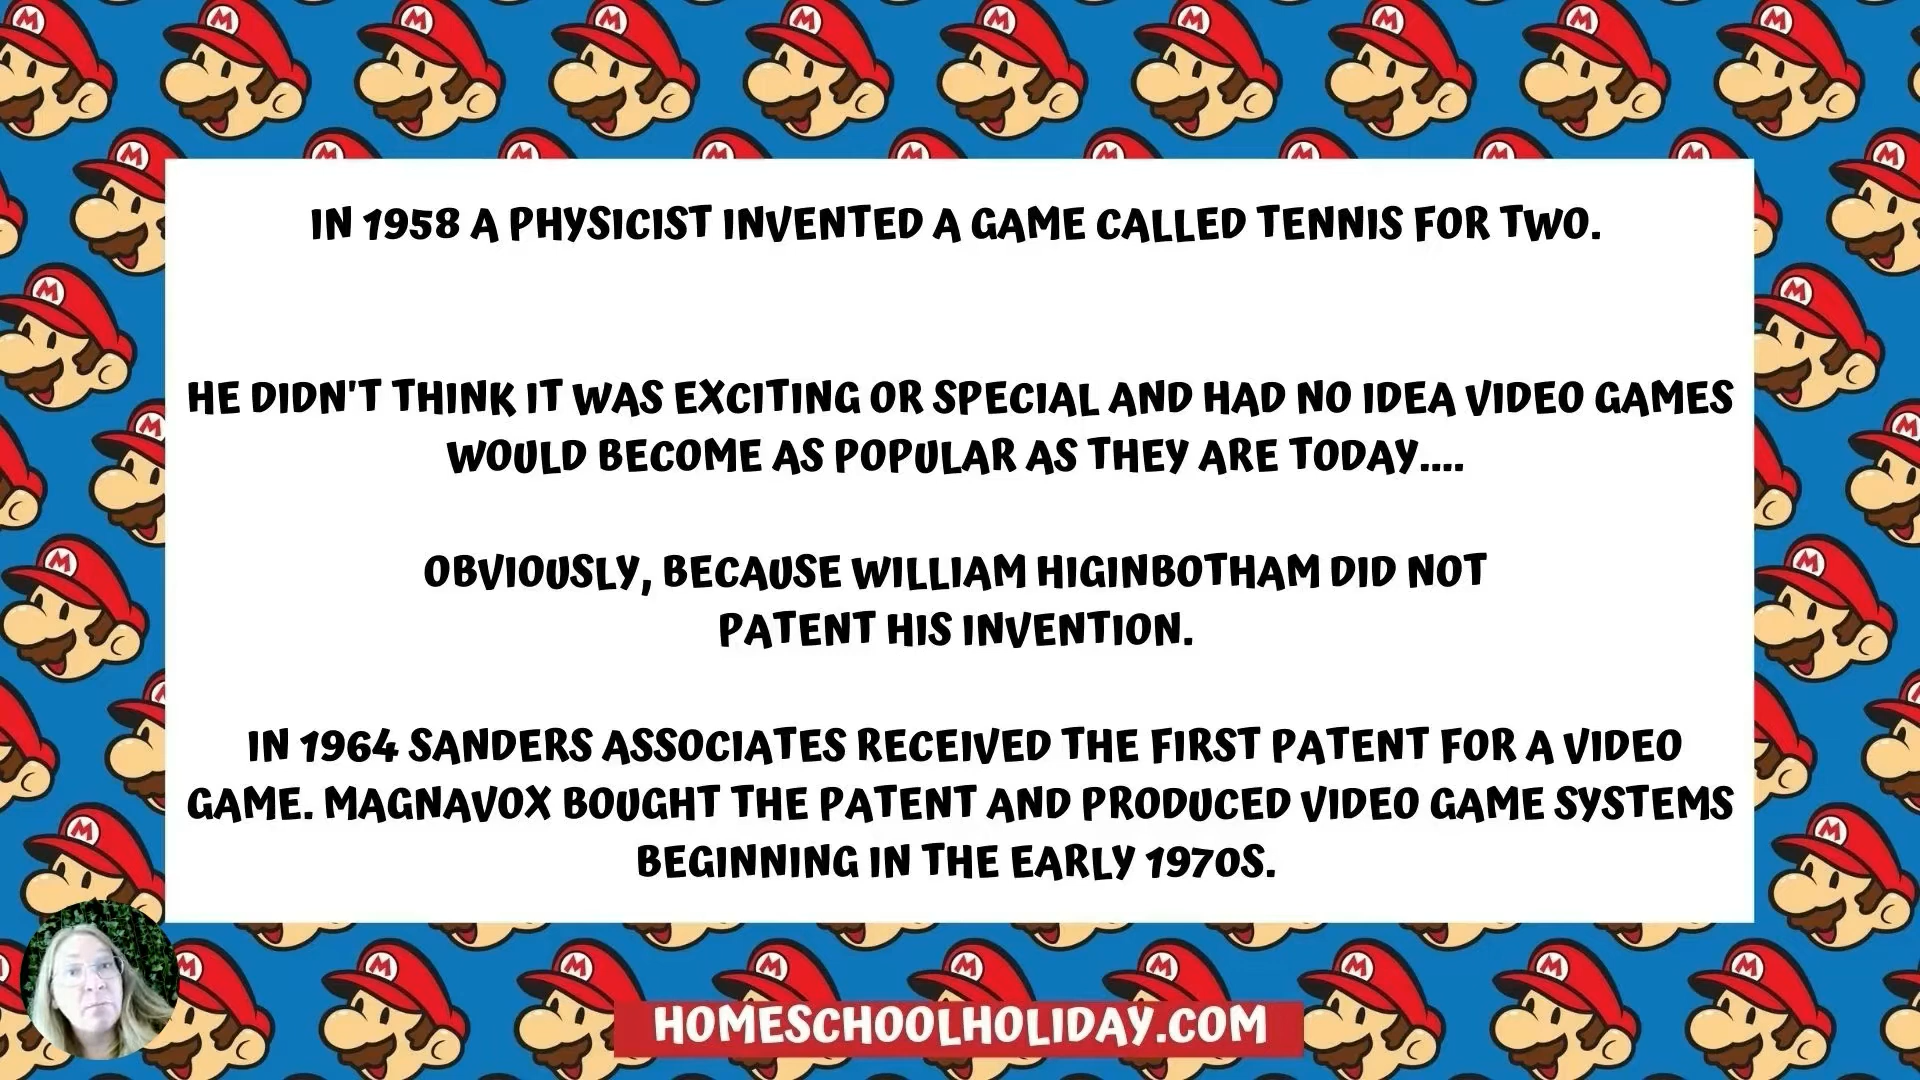 IN 1958 A PHYSICIST INVENTED A GAME CALLED TENNIS FOR TWO.
HE DIDN'T THINK IT WAS EXCITING OR SPECIAL AND HAD NO IDEA VIDEO GAMES
WOULD BECOME AS POPULAR AS THEY ARE TODAY....
OBVIOUSLY, BECAUSE WILLIAM HIGINBOTHAM DID NOT
PATENT HIS INVENTION.
IN 1964 SANDERS ASSOCIATES RECEIVED THE FIRST PATENT FOR A VIDEO
GAME. MAGNAVOX BOUGHT THE PATENT AND PRODUCED VIDEO GAME SYSTEMS
BEGINNING IN THE EARLY 1970S.
HOMESCHOOLHOLIDAY.COM